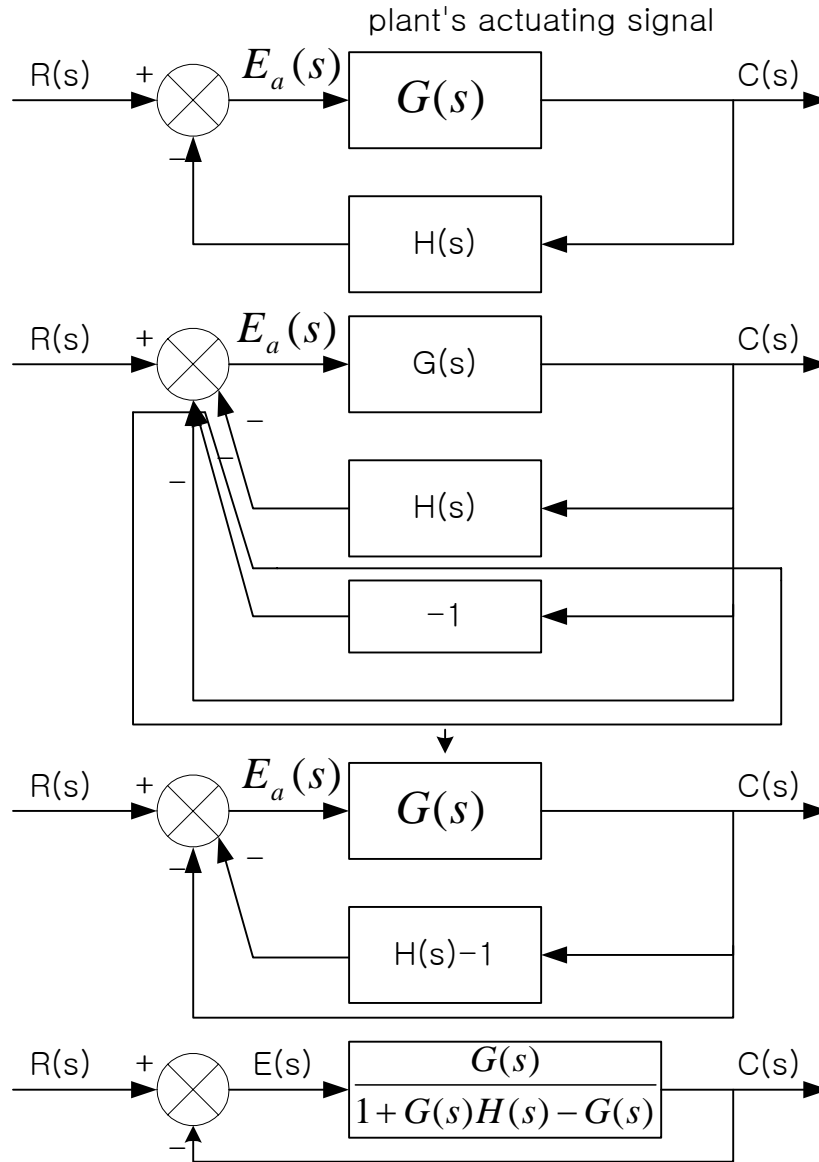 plant's actuating signal
R(s) + E_a(s) G(s) C(s)
−
H(s)
R(s) + E_a(s) G(s) C(s)
−
−
−
H(s)
−1
R(s) + E_a(s) G(s) C(s)
−
−
H(s)−1
R(s) + E(s) G(s) C(s)
1+G(s)H(s)−G(s)
−